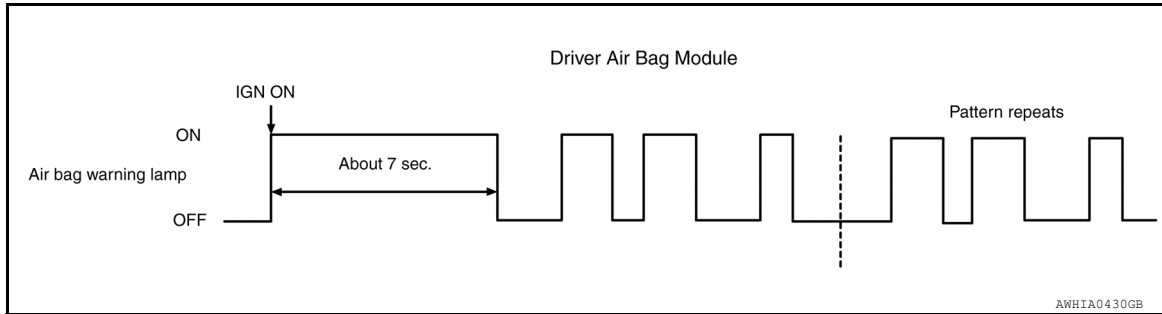 Driver Air Bag Module
IGN ON
Pattern repeats
ON
About 7 sec.
Air bag warning lamp
OFF
AWHIA0430GB